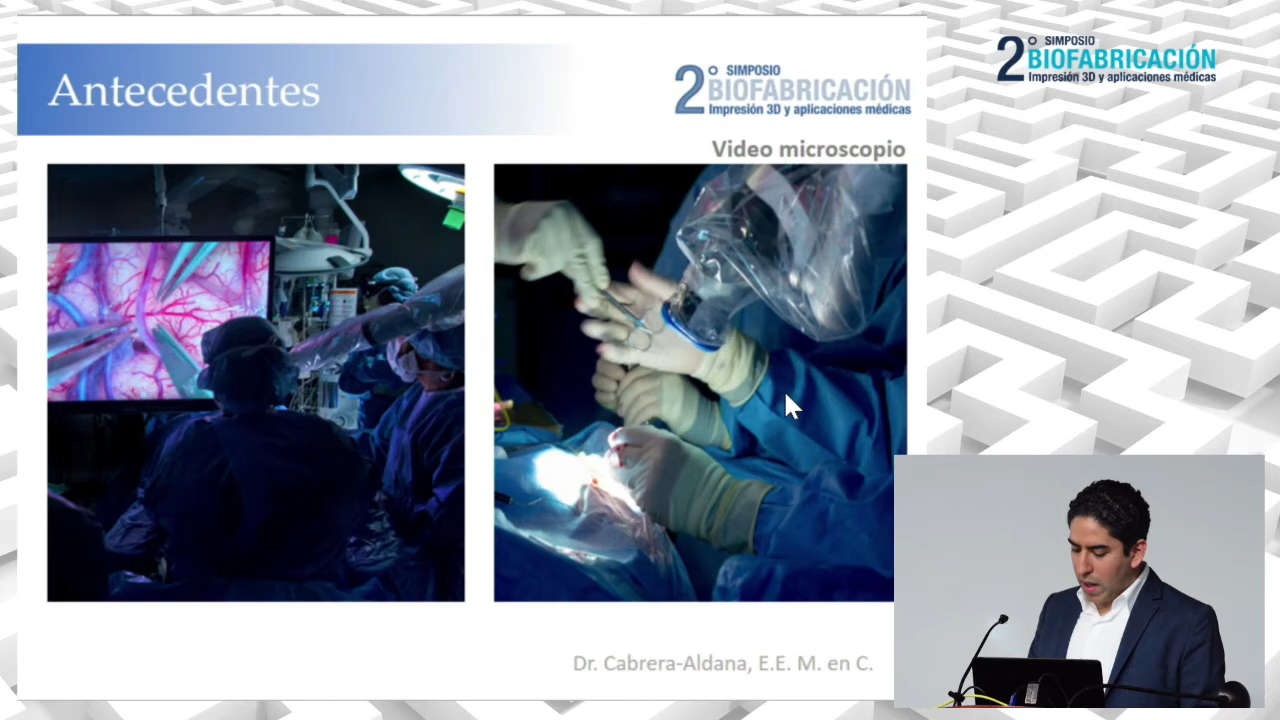 Antecedentes
2° SIMPOSIO
BIOFABRICACIÓN
Impresión 3D y aplicaciones médicas
Video microscopio
Dr. Cabrera-Aldana, E.E. M. en C.
2° SIMPOSIO
BIOFABRICACIÓN
Impresión 3D y aplicaciones médicas